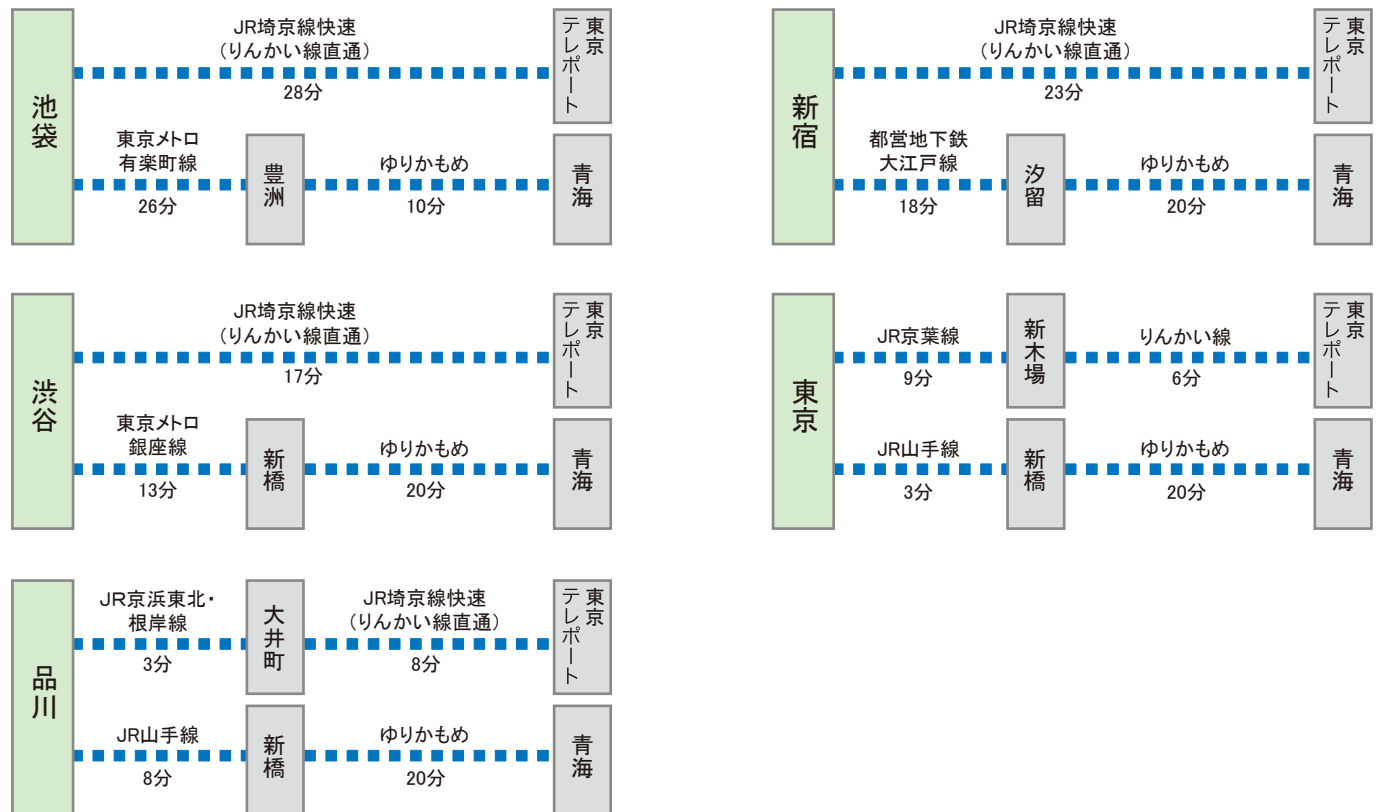 池袋
JR埼京線快速
（りんかい線直通）
28分
東京
テレポート
東京メトロ
有楽町線
26分
豊洲
ゆりかもめ
10分
青海
新宿
JR埼京線快速
（りんかい線直通）
23分
東京
テレポート
都営地下鉄
大江戸線
18分
汐留
ゆりかもめ
20分
青海
渋谷
JR埼京線快速
（りんかい線直通）
17分
東京
テレポート
東京メトロ
銀座線
13分
新橋
ゆりかもめ
20分
青海
東京
JR京葉線
9分
新木場
りんかい線
6分
東京
テレポート
JR山手線
3分
新橋
ゆりかもめ
20分
青海
品川
JR京浜東北・
根岸線
3分
大井町
JR埼京線快速
（りんかい線直通）
8分
東京
テレポート
JR山手線
8分
新橋
ゆりかもめ
20分
青海